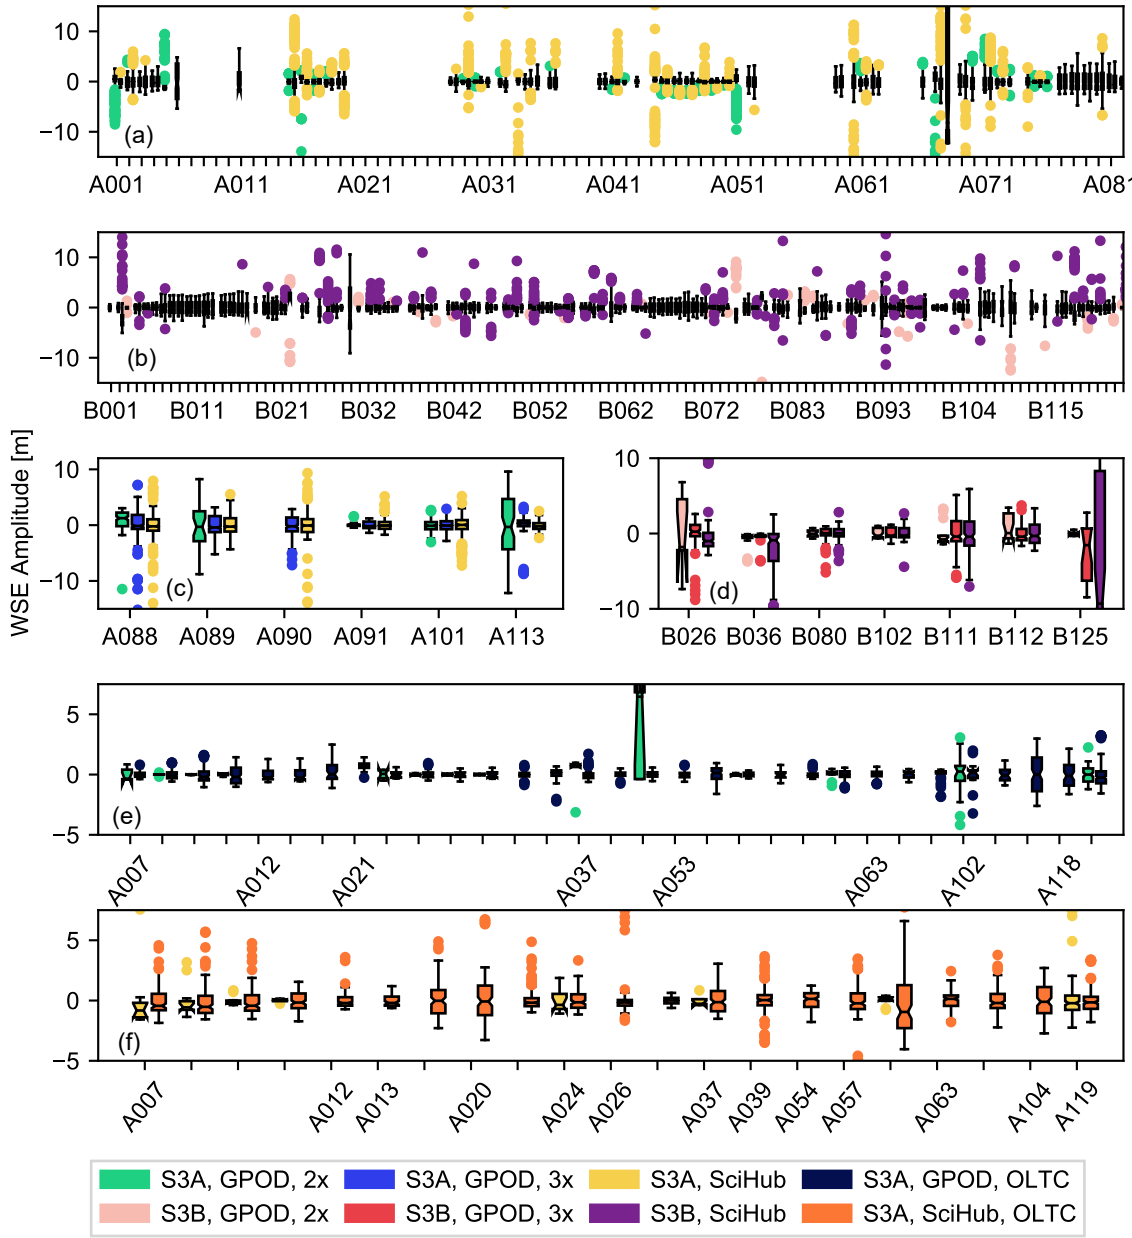 10
0
−10
(a)
A001 A011 A021 A031 A041 A051 A061 A071 A081
10
0
−10
(b)
B001 B011 B021 B032 B042 B052 B062 B072 B083 B093 B104 B115
WSE Amplitude [m]
10
0
−10
(c)
A088 A089 A090 A091 A101 A113
10
0
−10
(d)
B026 B036 B080 B102 B111 B112 B125
5
0
−5
(e)
A007 A012 A021 A037 A053 A063 A102 A118
5
0
−5
(f)
A007 A012 A013 A020 A024 A026 A037 A039 A054 A057 A063 A104 A119
S3A, GPOD, 2x S3A, GPOD, 3x S3A, SciHub S3A, GPOD, OLTC
S3B, GPOD, 2x S3B, GPOD, 3x S3B, SciHub S3A, SciHub, OLTC